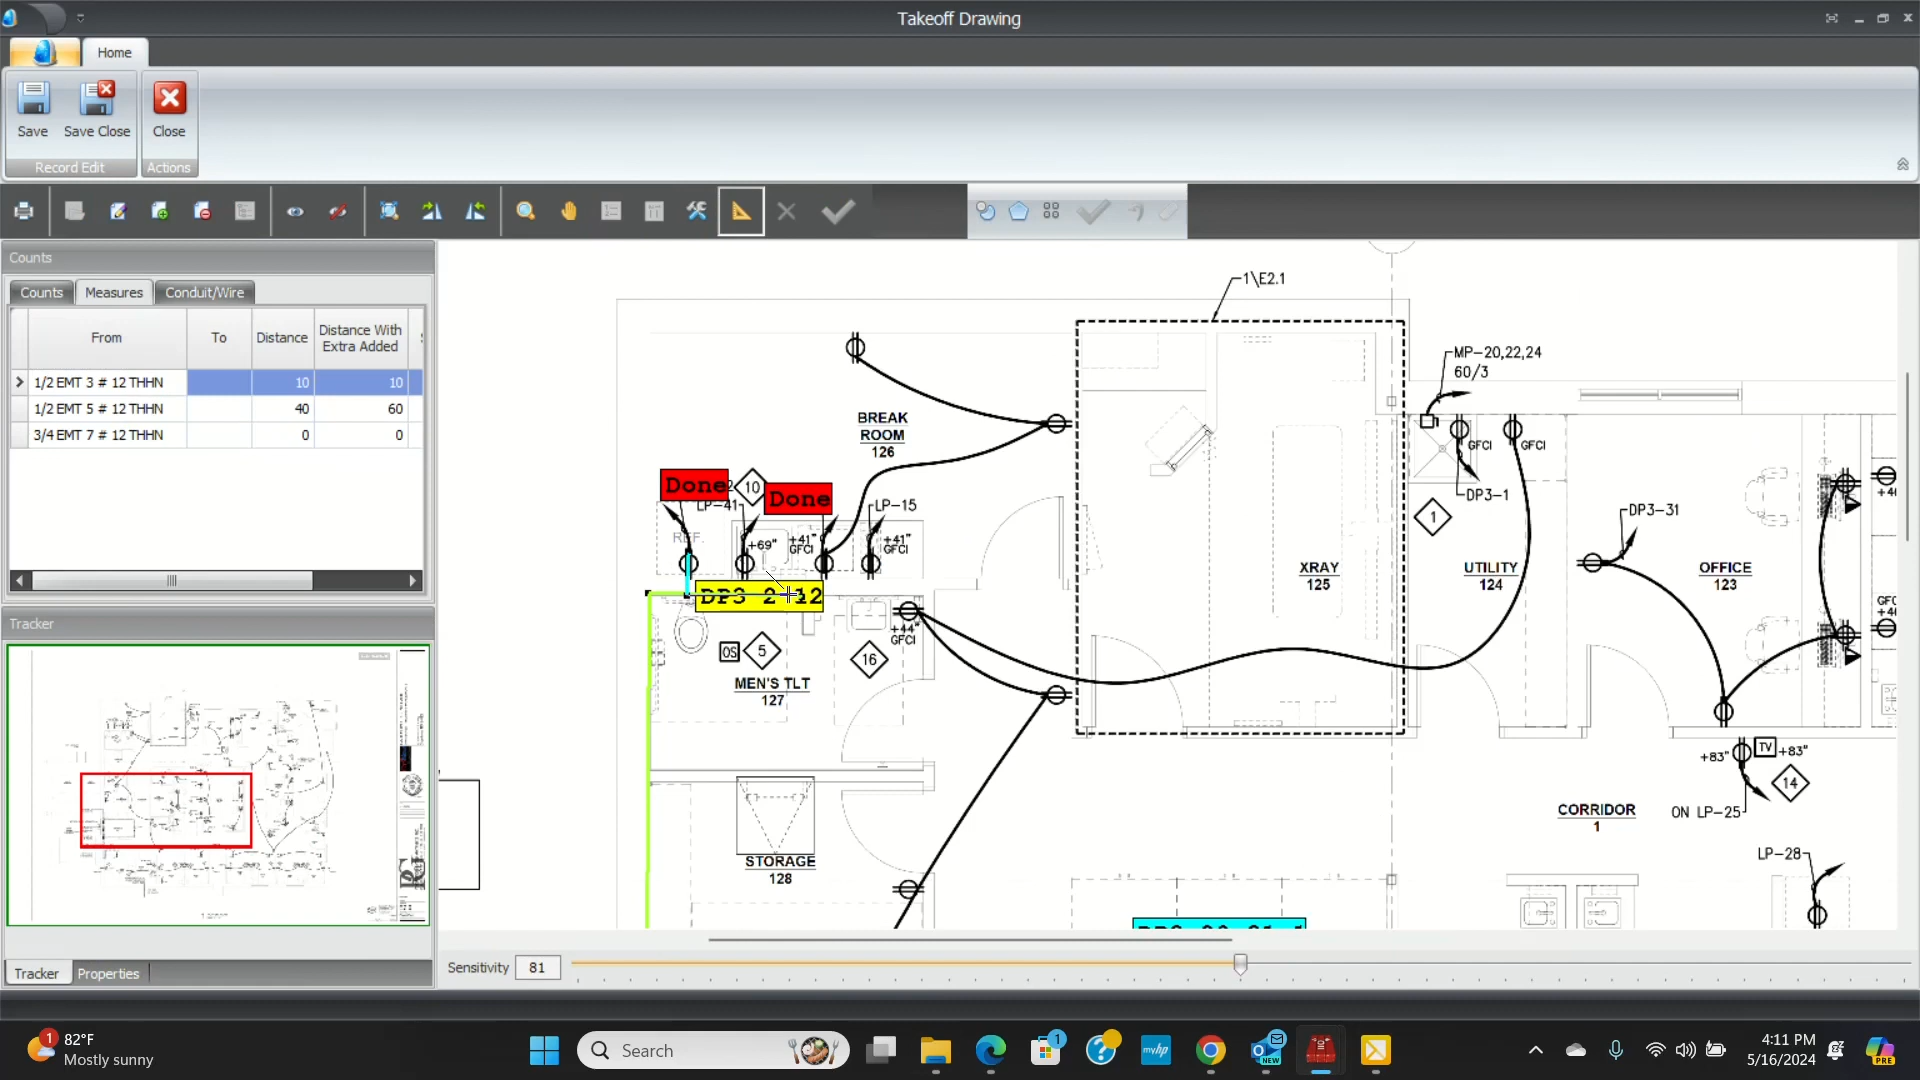 Takeoff Drawing
Home
Save
Save Close
Close
Record Edit
Actions
Counts
Counts
Measures
Conduit/Wire
From
To
Distance
Distance With
Extra Added
1/2 EMT 3 # 12 THHN
10
10
1/2 EMT 5 # 12 THHN
40
60
3/4 EMT 7 # 12 THHN
0
0
Tracker
Tracker
Properties
1\E2.1
MP-20,22,24
60/3
BREAK
ROOM
126
GFCI
GFCI
Done
10
Done
LP-41
LP-15
DP3-1
1
DP3-31
REF.
+69"
+41"
GFCI
+41"
GFCI
XRAY
125
UTILITY
124
OFFICE
123
DP3 2-12
+44"
GFCI
OS
5
16
MEN'S TLT
127
+83"
TV
+83"
14
CORRIDOR
1
ON LP-25
STORAGE
128
LP-28
Sensitivity
81
82°F
Mostly sunny
1
Search
1
myhp
NEW
4:11 PM
5/16/2024
PRE